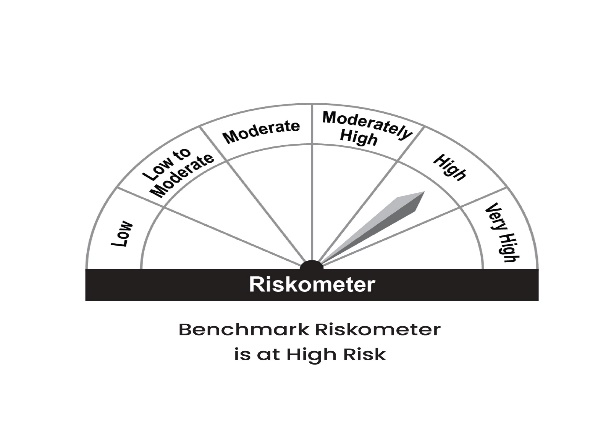 Low
Low to
Moderate
Moderate
Moderately
High
High
Very High
Riskometer
Benchmark Riskometer
is at High Risk